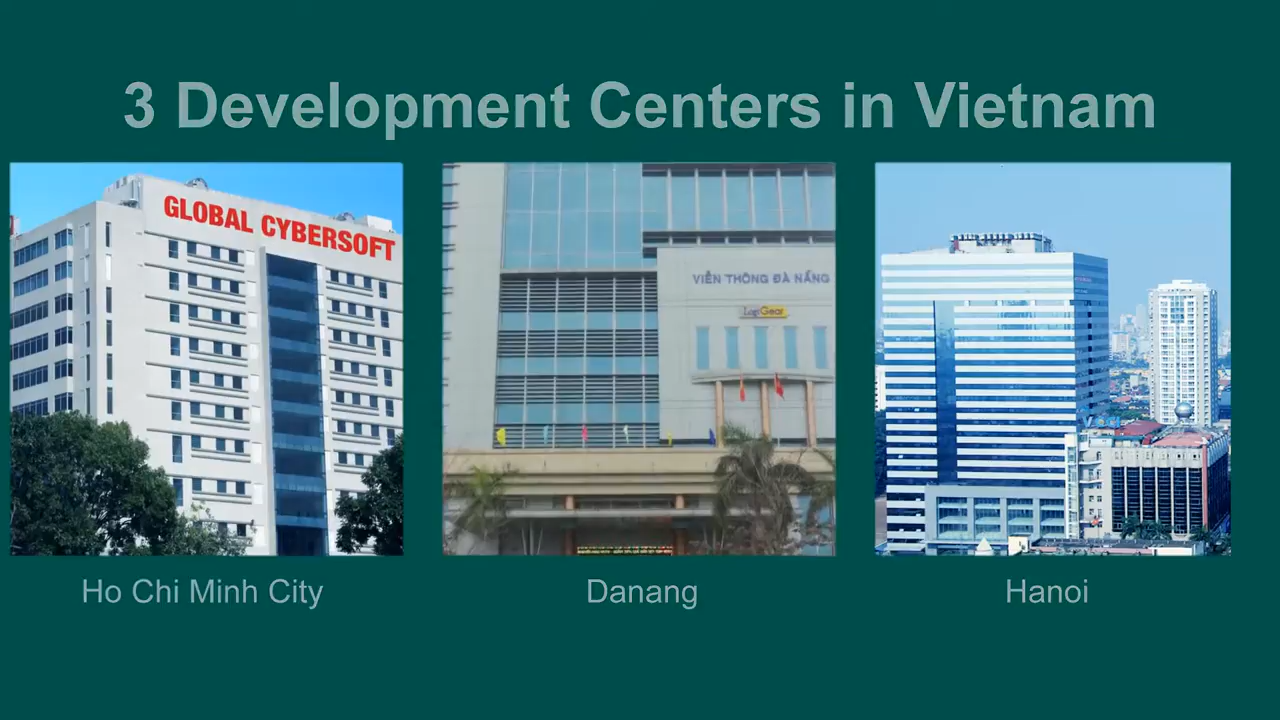 3 Development Centers in Vietnam
GLOBAL CYBERSOFT
VIỄN THÔNG ĐÀ NẴNG
LogiGear
Ho Chi Minh City
Danang
Hanoi